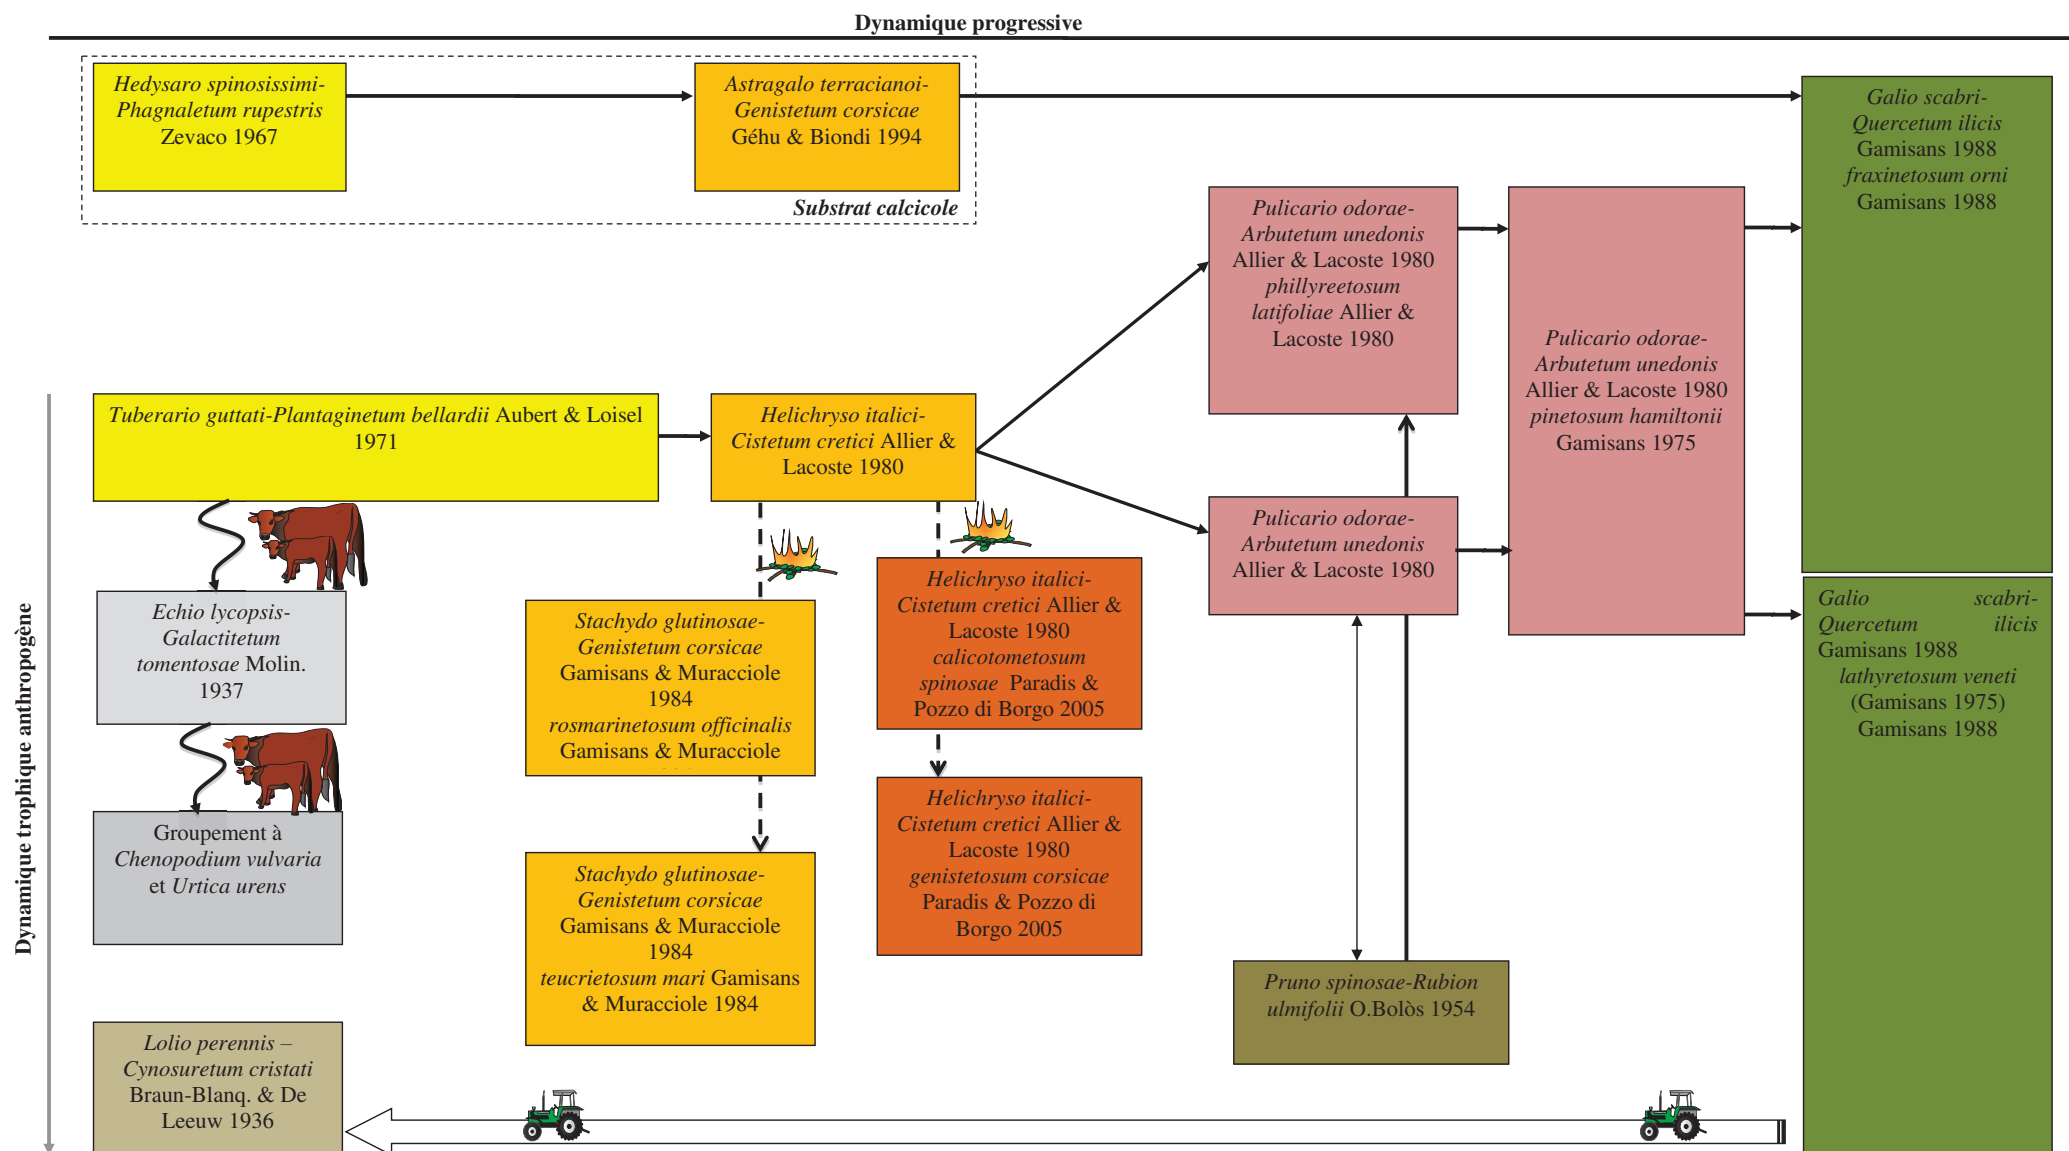 Dynamique progressive
Hedysaro spinosissimi-
Phagnaletum rupestris
Zevaco 1967
Astragalo terracianoi-
Genistetum corsicae
Géhu & Biondi 1994
Substrat calcicole
Galio scabri-
Quercetum ilicis
Gamisans 1988
fraxinetosum orni
Gamisans 1988
Pulicario odorae-
Arbutetum unedonis
Allier & Lacoste 1980
phillyreetosum
latifoliae Allier &
Lacoste 1980
Pulicario odorae-
Arbutetum unedonis
Allier & Lacoste 1980
pinetosum hamiltonii
Gamisans 1975
Tuberario guttati-Plantaginetum bellardii Aubert & Loisel
1971
Helichryso italici-
Cistetum cretici Allier &
Lacoste 1980
Pulicario odorae-
Arbutetum unedonis
Allier & Lacoste 1980
Dynamique trophique anthropogène
Echio lycopsis-
Galactitetum
tomentosae Molin.
1937
Stachydo glutinosae-
Genistetum corsicae
Gamisans & Muracciole
1984
rosmarinetosum officinalis
Gamisans & Muracciole
Helichryso italici-
Cistetum cretici Allier &
Lacoste 1980
calicotometosum
spinosae Paradis &
Pozzo di Borgo 2005
Galio scabri-
Quercetum ilicis
Gamisans 1988
lathyretosum veneti
(Gamisans 1975)
Gamisans 1988
Groupement à
Chenopodium vulvaria
et Urtica urens
Stachydo glutinosae-
Genistetum corsicae
Gamisans & Muracciole
1984
teucrietosum mari Gamisans
& Muracciole 1984
Helichryso italici-
Cistetum cretici Allier &
Lacoste 1980
genistetosum corsicae
Paradis & Pozzo di
Borgo 2005
Pruno spinosae-Rubion
ulmifolii O.Bolòs 1954
Lolio perennis –
Cynosuretum cristati
Braun-Blanq. & De
Leeuw 1936